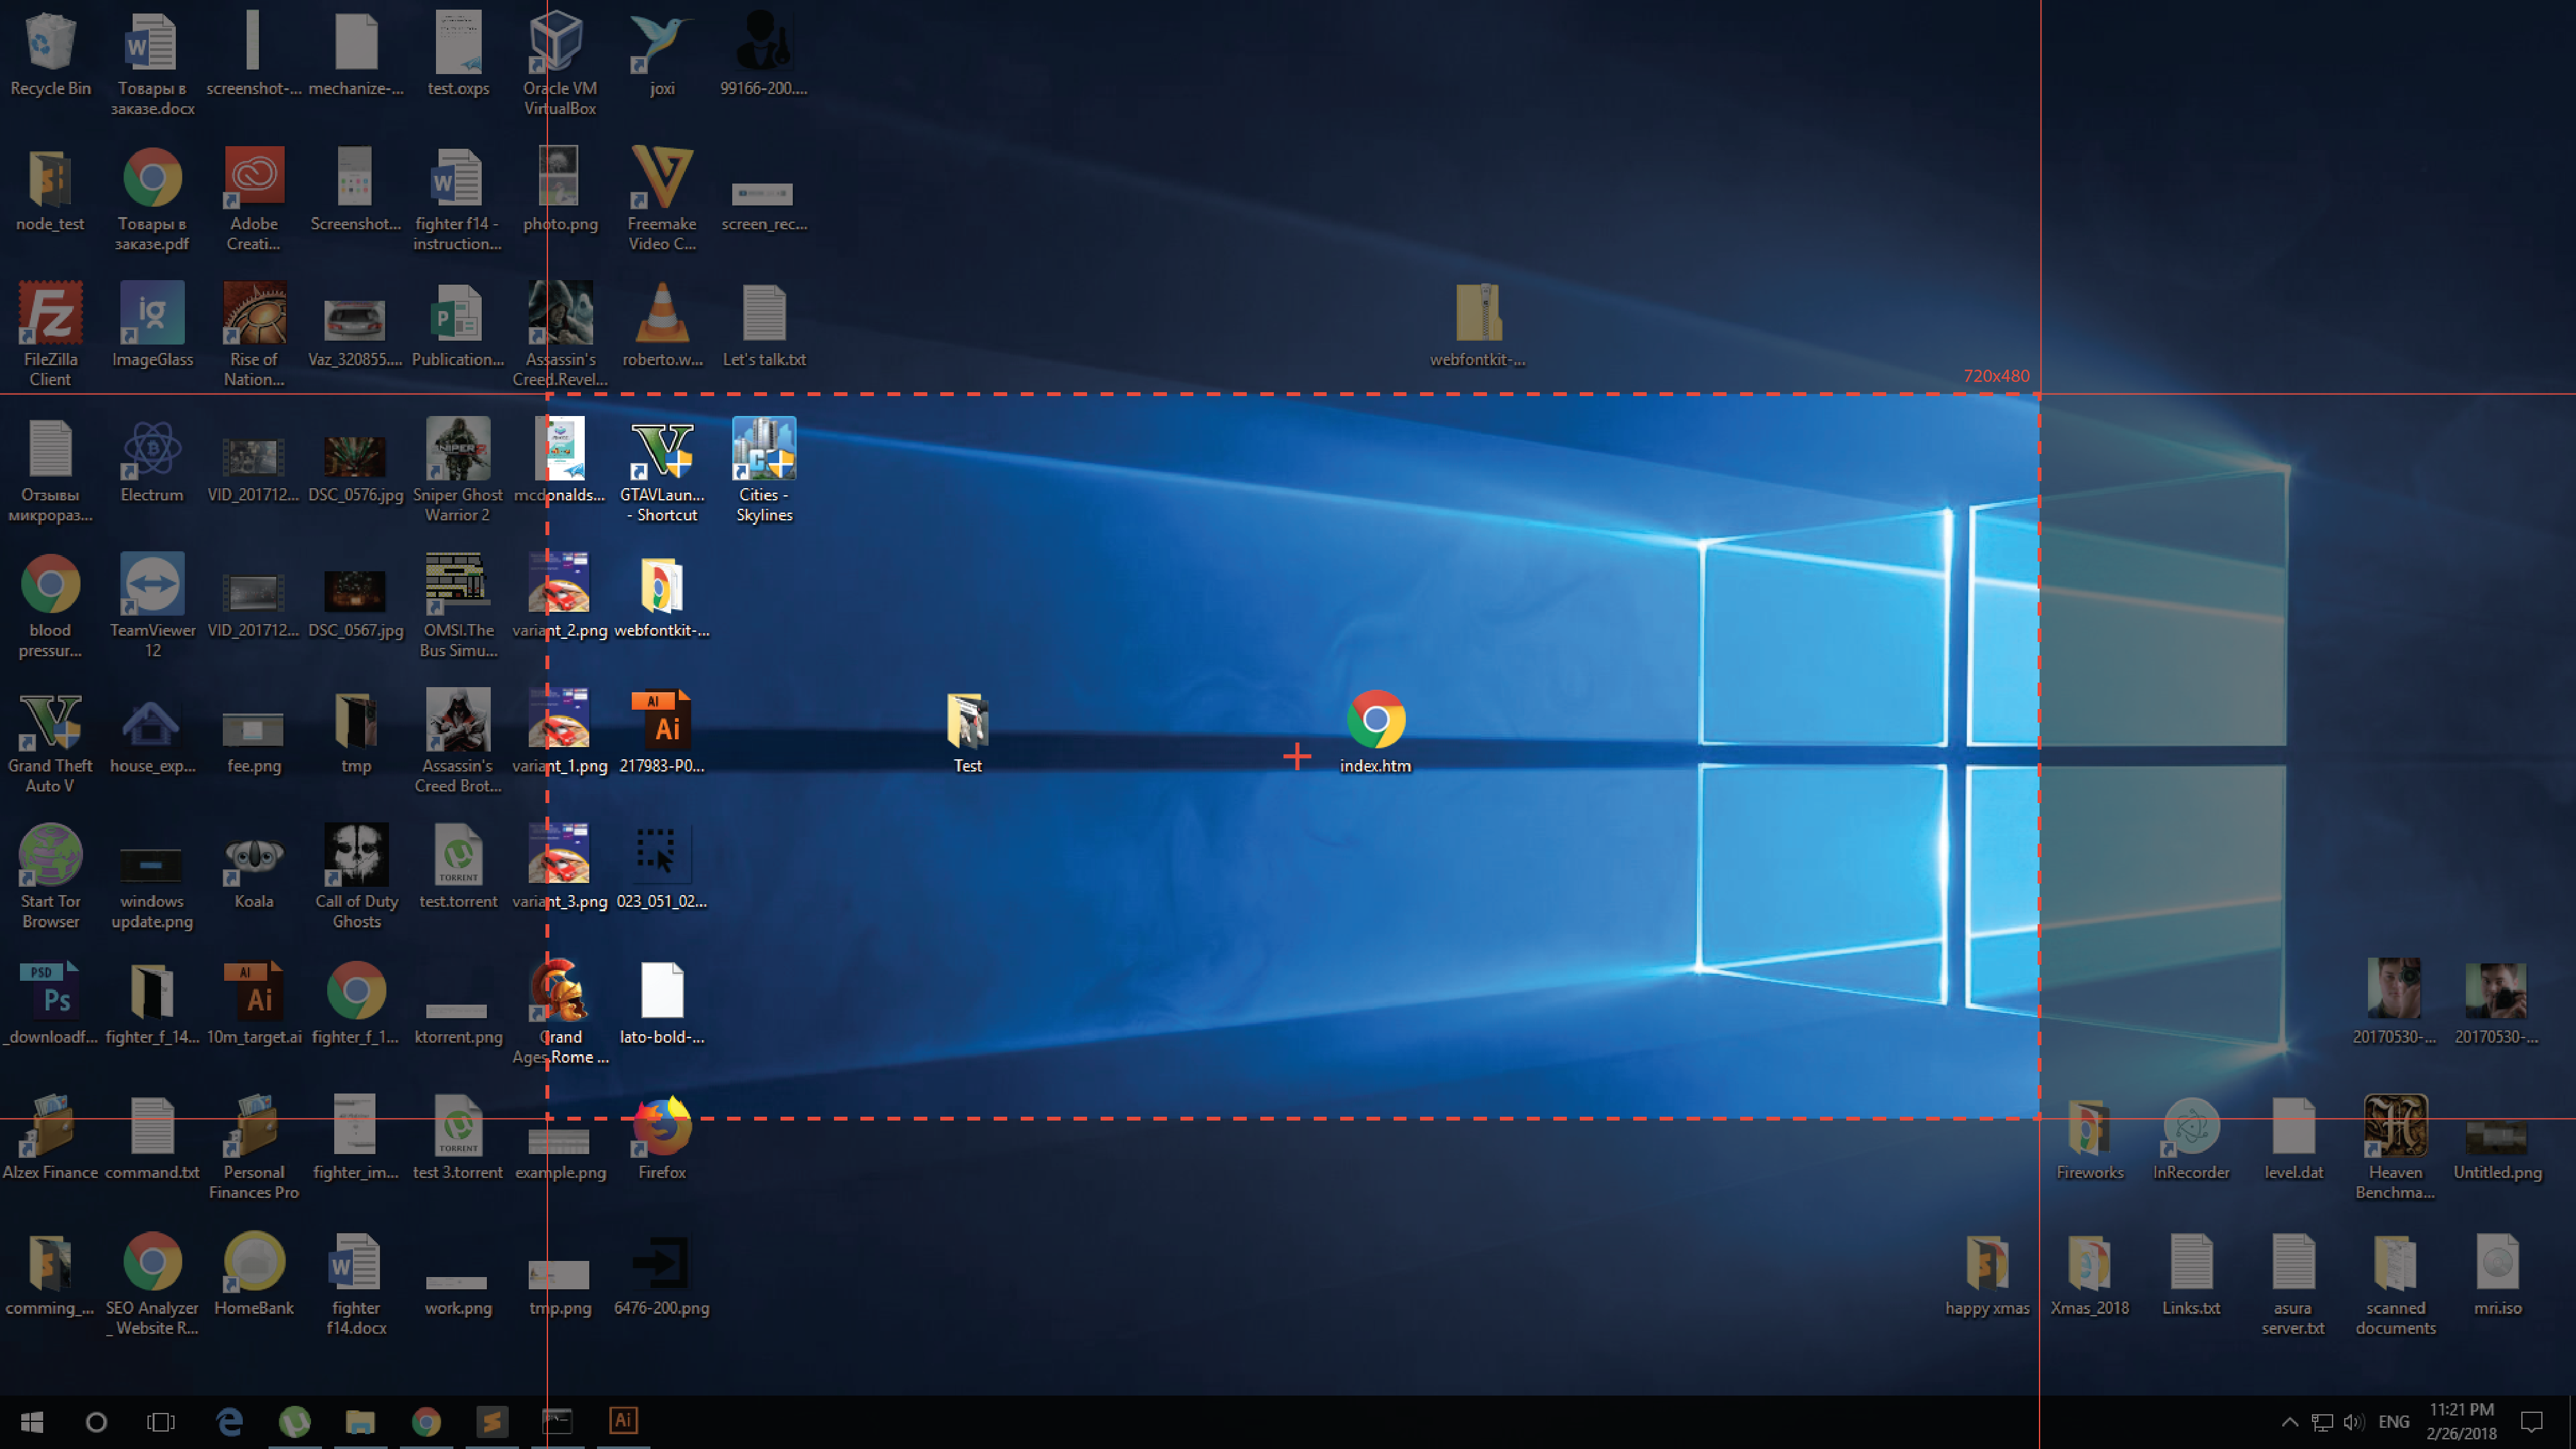 Recycle Bin
Товары в
заказе.docx
screenshot-...
mechanize-...
test.oxps
Oracle VM
VirtualBox
joxi
99166-200....
node_test
Товары в
заказе.pdf
Adobe
Creati...
Screenshot...
fighter f14 -
instruction...
photo.png
Freemake
Video C...
screen_rec...
FileZilla
Client
ImageGlass
Rise of
Nation...
Vaz_320855....
Publication...
Assassin's
Creed.Revel...
roberto.w...
Let's talk.txt
webfontkit-...
720x480
Отзывы
микрораз...
Electrum
VID_201712...
DSC_0576.jpg
Sniper Ghost
Warrior 2
mcdonalds...
GTAVLaun...
- Shortcut
Cities -
Skylines
blood
pressur...
TeamViewer
12
VID_201712...
DSC_0567.jpg
OMSI.The
Bus Simu...
variant_2.png
webfontkit-...
Grand Theft
Auto V
house_exp...
fee.png
tmp
Assassin's
Creed Brot...
variant_1.png
217983-P0...
Test
index.htm
Start Tor
Browser
windows
update.png
Koala
Call of Duty
Ghosts
TORRENT
test.torrent
variant_3.png
023_051_02...
PSD
Ps
_downloadf...
fighter_f_14...
AI
Ai
10m_target.ai
fighter_f_1...
ktorrent.png
Grand
Ages.Rome ...
lato-bold-...
20170530-...
20170530-...
Alzex Finance
command.txt
Personal
Finances Pro
fighter_im...
TORRENT
test 3.torrent
example.png
Firefox
Fireworks
InRecorder
level.dat
Heaven
Benchma...
Untitled.png
comming_...
SEO Analyzer
_ Website R...
HomeBank
fighter
f14.docx
work.png
tmp.png
6476-200.png
happy xmas
Xmas_2018
Links.txt
asura
server.txt
scanned
documents
mri.iso
Ai
ENG
11:21 PM
2/26/2018